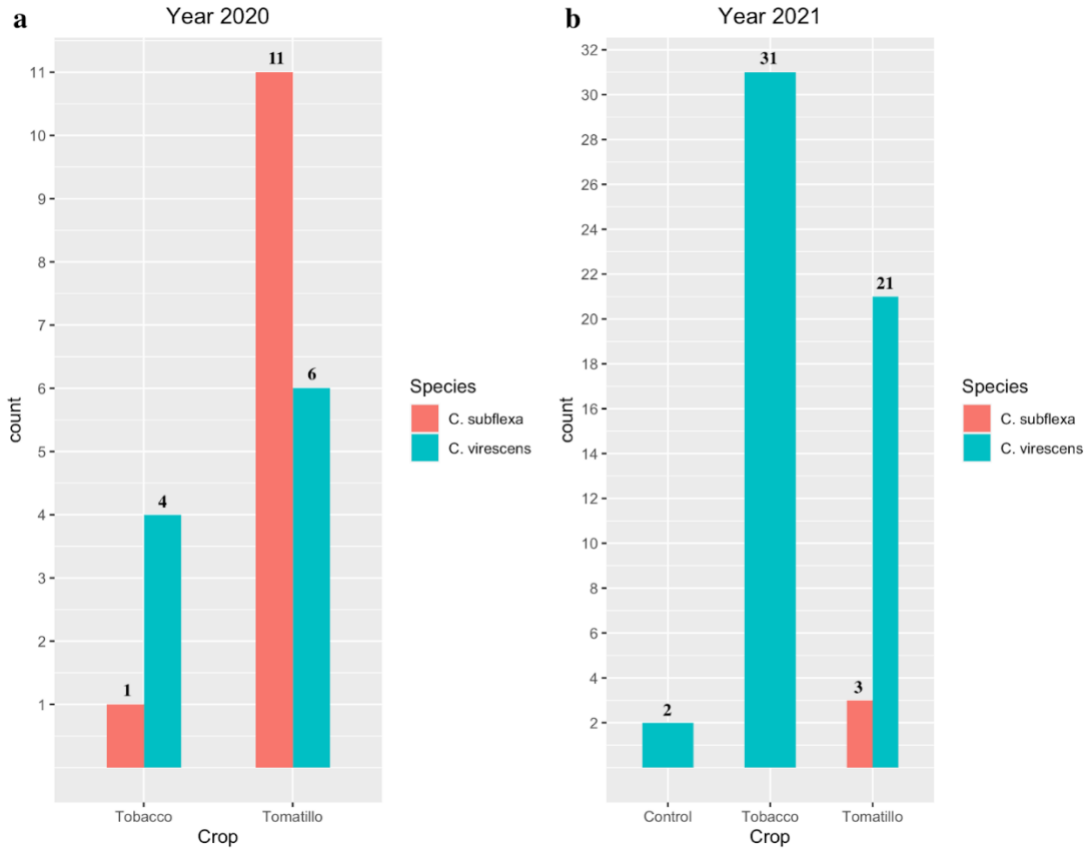 a
Year 2020
11
10
9
8
7
6
5
4
3
2
1
count
1
4
11
6
Tobacco
Tomatillo
Crop
Species
C. subflexa
C. virescens
b
Year 2021
32
30
28
26
24
22
20
18
16
14
12
10
8
6
4
2
count
2
31
3
21
Control
Tobacco
Tomatillo
Crop
Species
C. subflexa
C. virescens